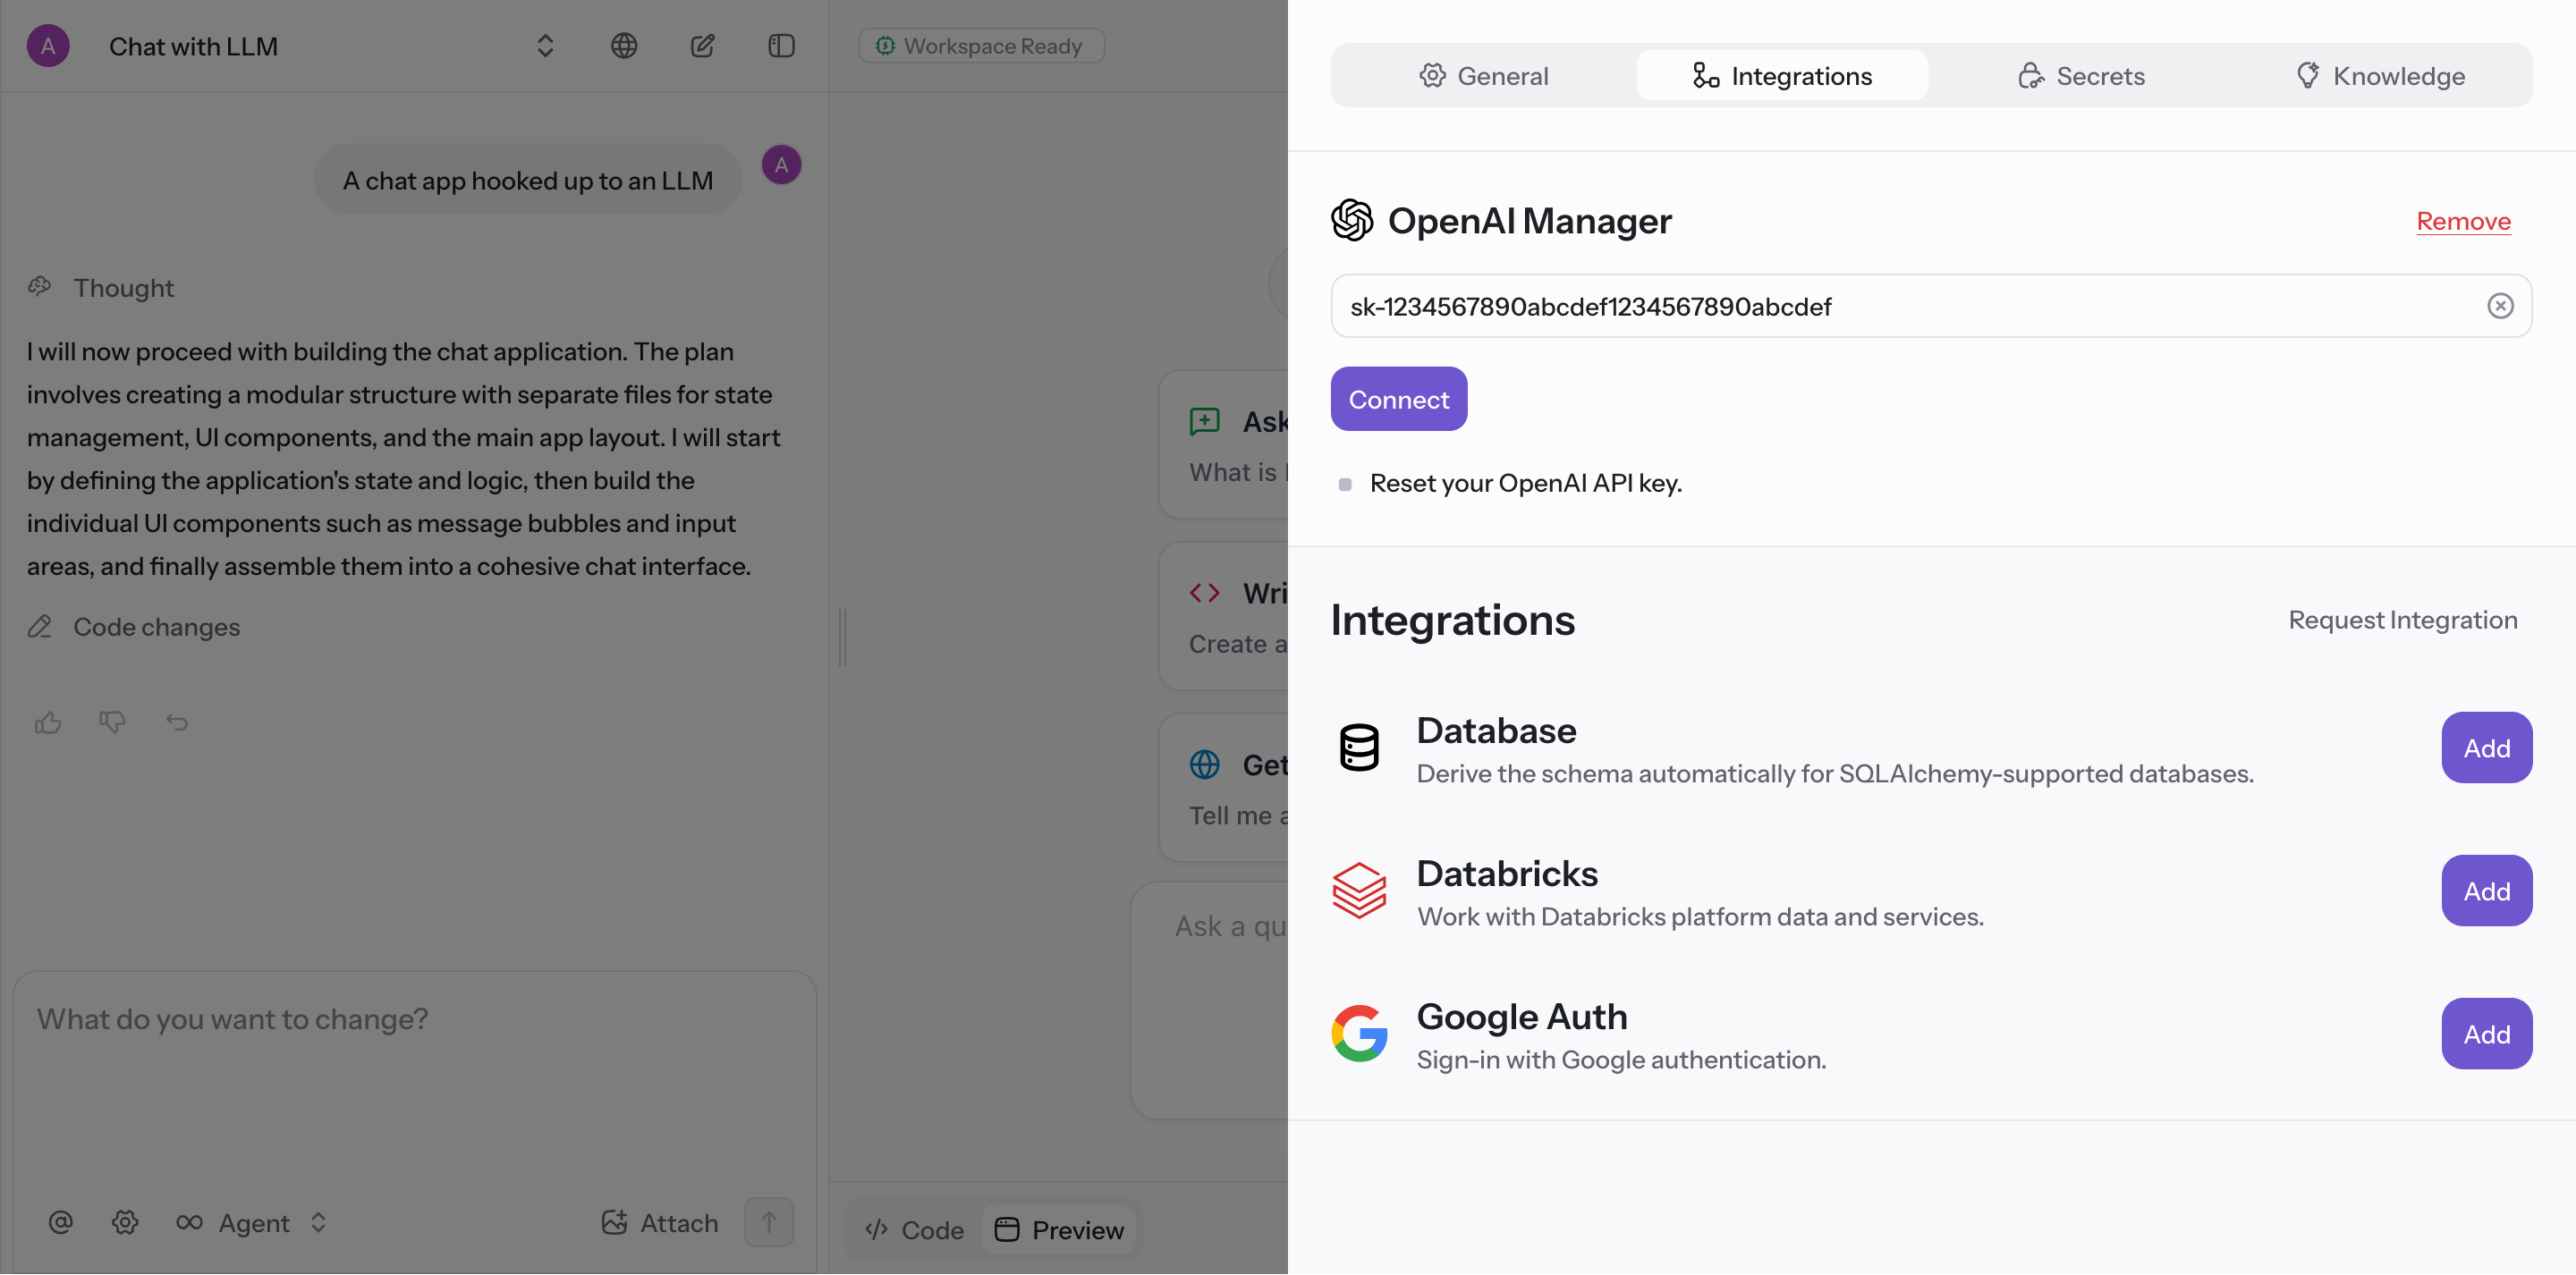 A
Chat with LLM
A chat app hooked up to an LLM
A
Thought
I will now proceed with building the chat application. The plan
involves creating a modular structure with separate files for state
management, UI components, and the main app layout. I will start
by defining the application's state and logic, then build the
individual UI components such as message bubbles and input
areas, and finally assemble them into a cohesive chat interface.
Code changes
What do you want to change?
@
Agent
Attach
Workspace Ready
Ask
What is
Create a
Get
Tell me a
Ask a
Code
Preview
General
Integrations
Secrets
Knowledge
OpenAI Manager
Remove
sk-1234567890abcdef1234567890abcdef
Connect
Reset your OpenAI API key.
Integrations
Request Integration
Database
Derive the schema automatically for SQLAlchemy-supported databases.
Add
Databricks
Work with Databricks platform data and services.
Add
Google Auth
Sign-in with Google authentication.
Add